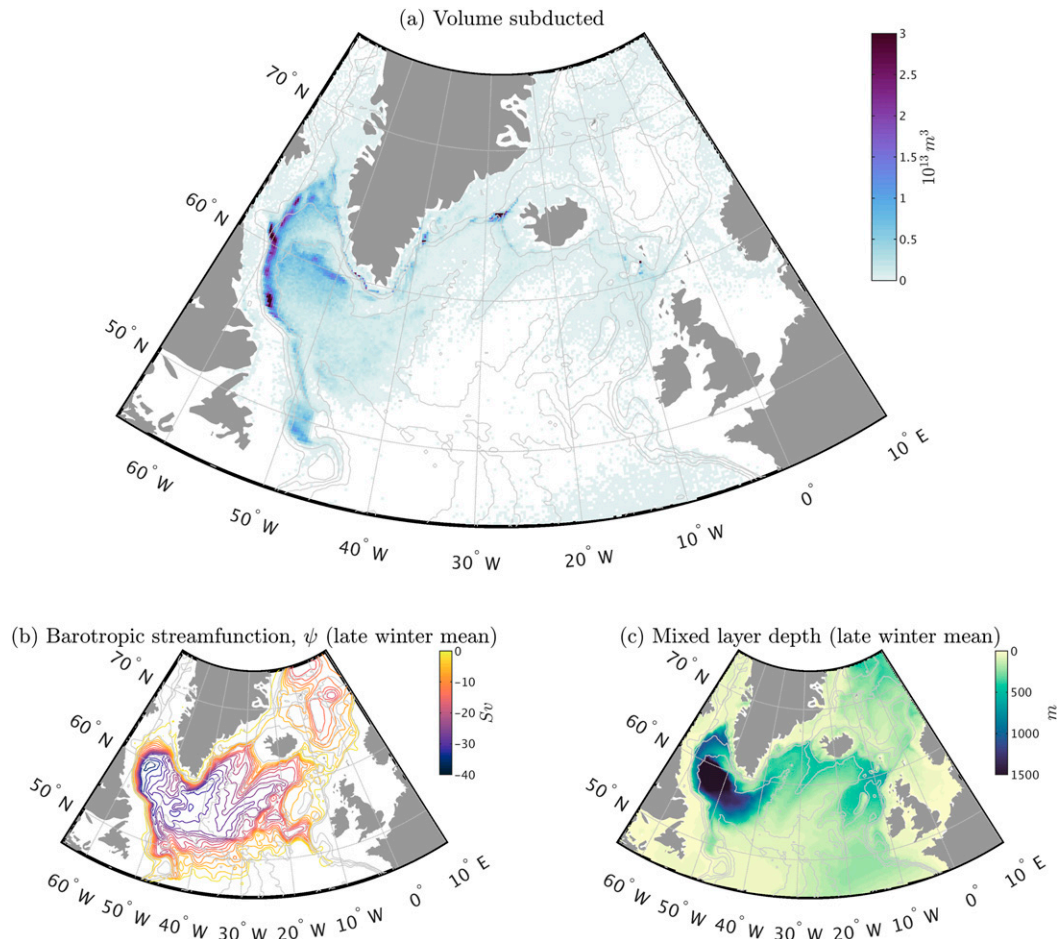 (a) Volume subducted
70° N
60° N
50° N
60° W
50° W
40° W
30° W
20° W
10° W
0°
10° E
3
2.5
2
1.5
1
0.5
0
10¹³ m³
(b) Barotropic streamfunction, ψ (late winter mean)
70° N
60° N
50° N
60° W
50° W
40° W
30° W
20° W
10° W
0°
10° E
0
−10
−20
−30
−40
Sv
(c) Mixed layer depth (late winter mean)
70° N
60° N
50° N
60° W
50° W
40° W
30° W
20° W
10° W
0°
10° E
0
500
1000
1500
m